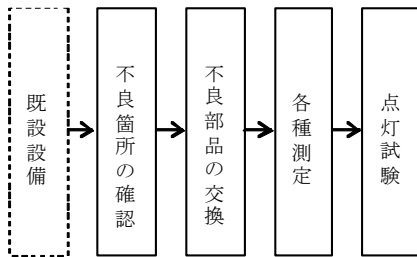 既設設備
不良箇所の確認
不良部品の交換
各種測定
点灯試験